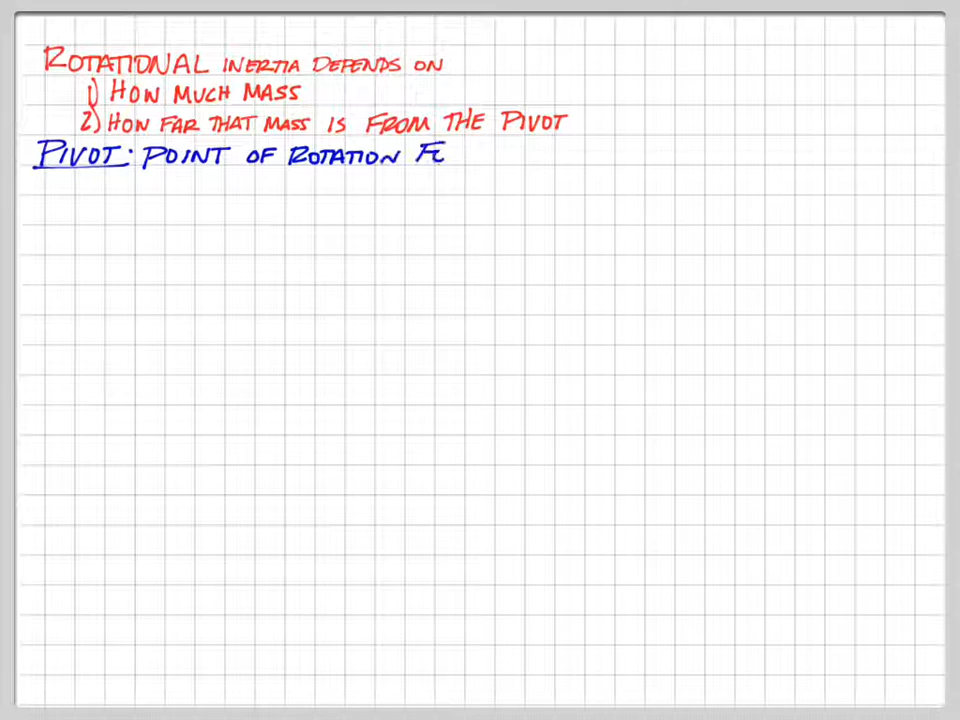 ROTATIONAL INERTIA DEPENDS ON
1) HOW MUCH MASS
2) HOW FAR THAT MASS IS FROM THE PIVOT
PIVOT: POINT OF ROTATION FO